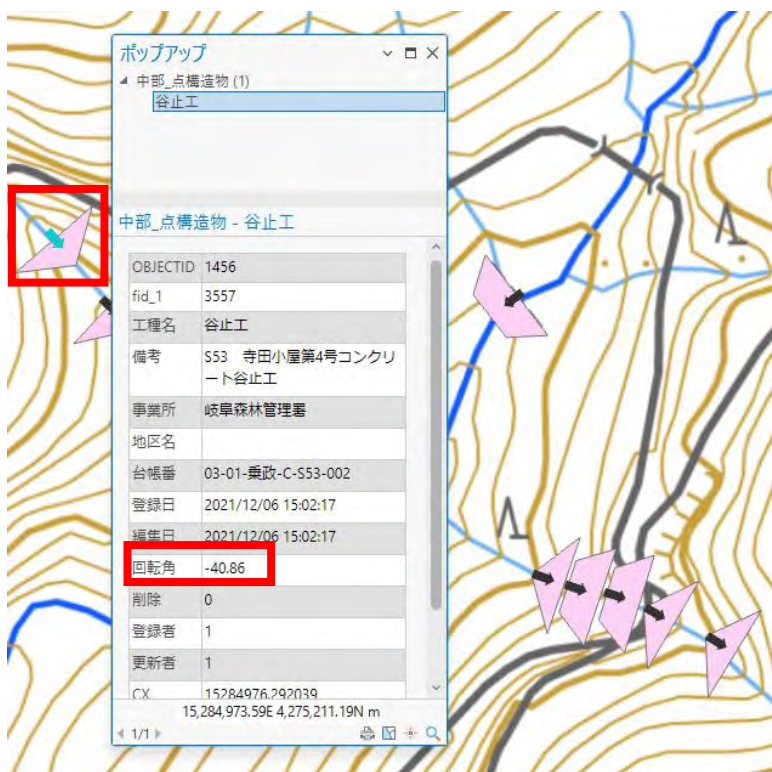 ポップアップ
中部_点構造物 (1)
谷止工
中部_点構造物 - 谷止工
OBJECTID 1456
fid_1 3557
工種名 谷止工
備考 S53 寺田小屋第4号コンクリ
ート谷止工
事業所 岐阜森林管理署
地区名
台帳番 03-01-乗政-C-S53-002
登録日 2021/12/06 15:02:17
編集日 2021/12/06 15:02:17
回転角 -40.86
削除 0
登録者 1
更新者 1
CX 15284976.292039
15,284,973.59E 4,275,211.19N m
1/1